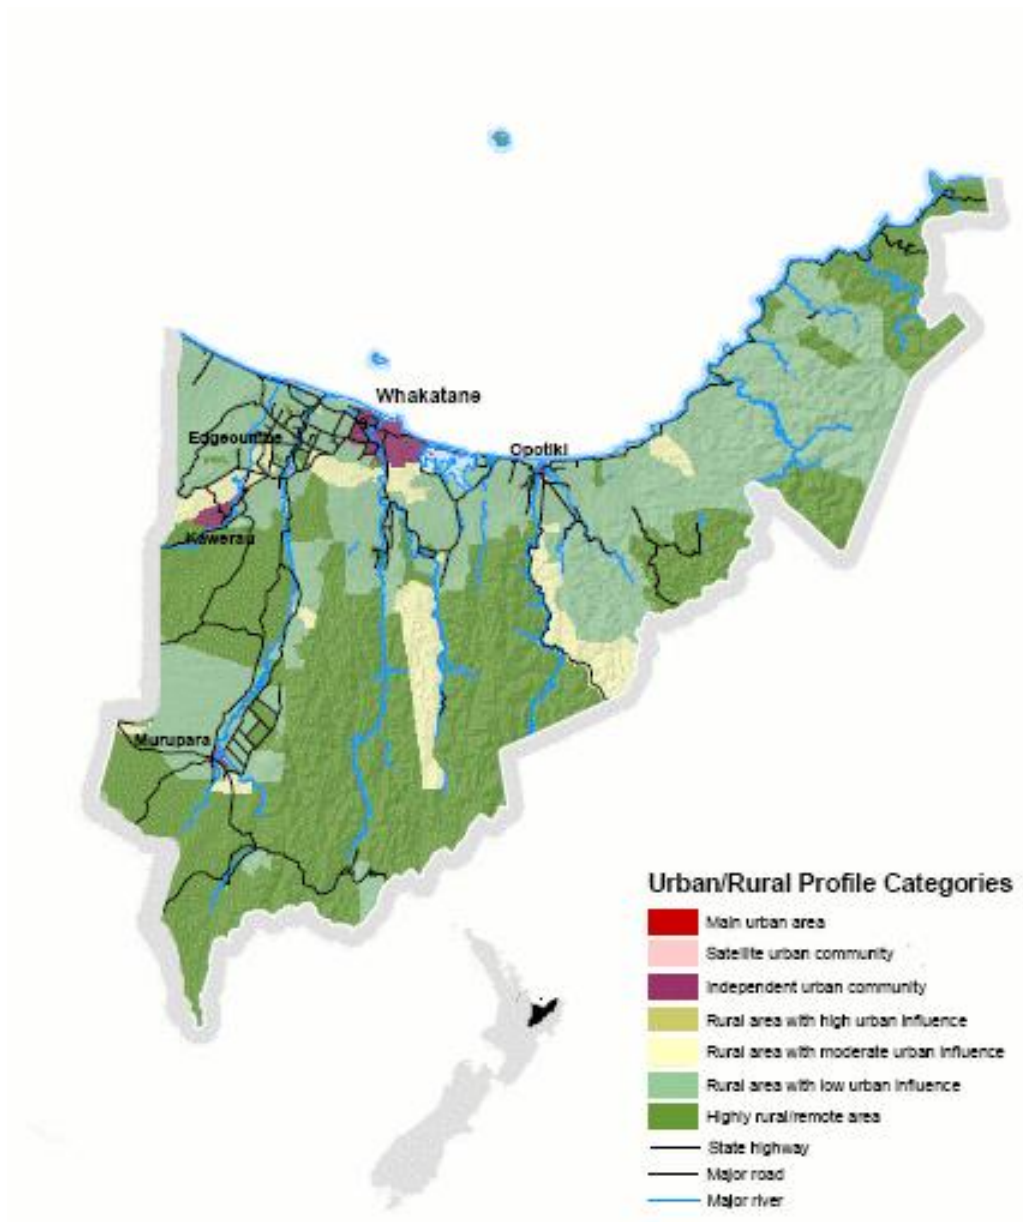 Whakatane
Edgecumbe
Opotiki
Kawerau
Murupara
Urban/Rural Profile Categories
Main urban area
Satellite urban community
Independent urban community
Rural area with high urban influence
Rural area with moderate urban influence
Rural area with low urban influence
Highly rural/remote area
State highway
Major road
Major river